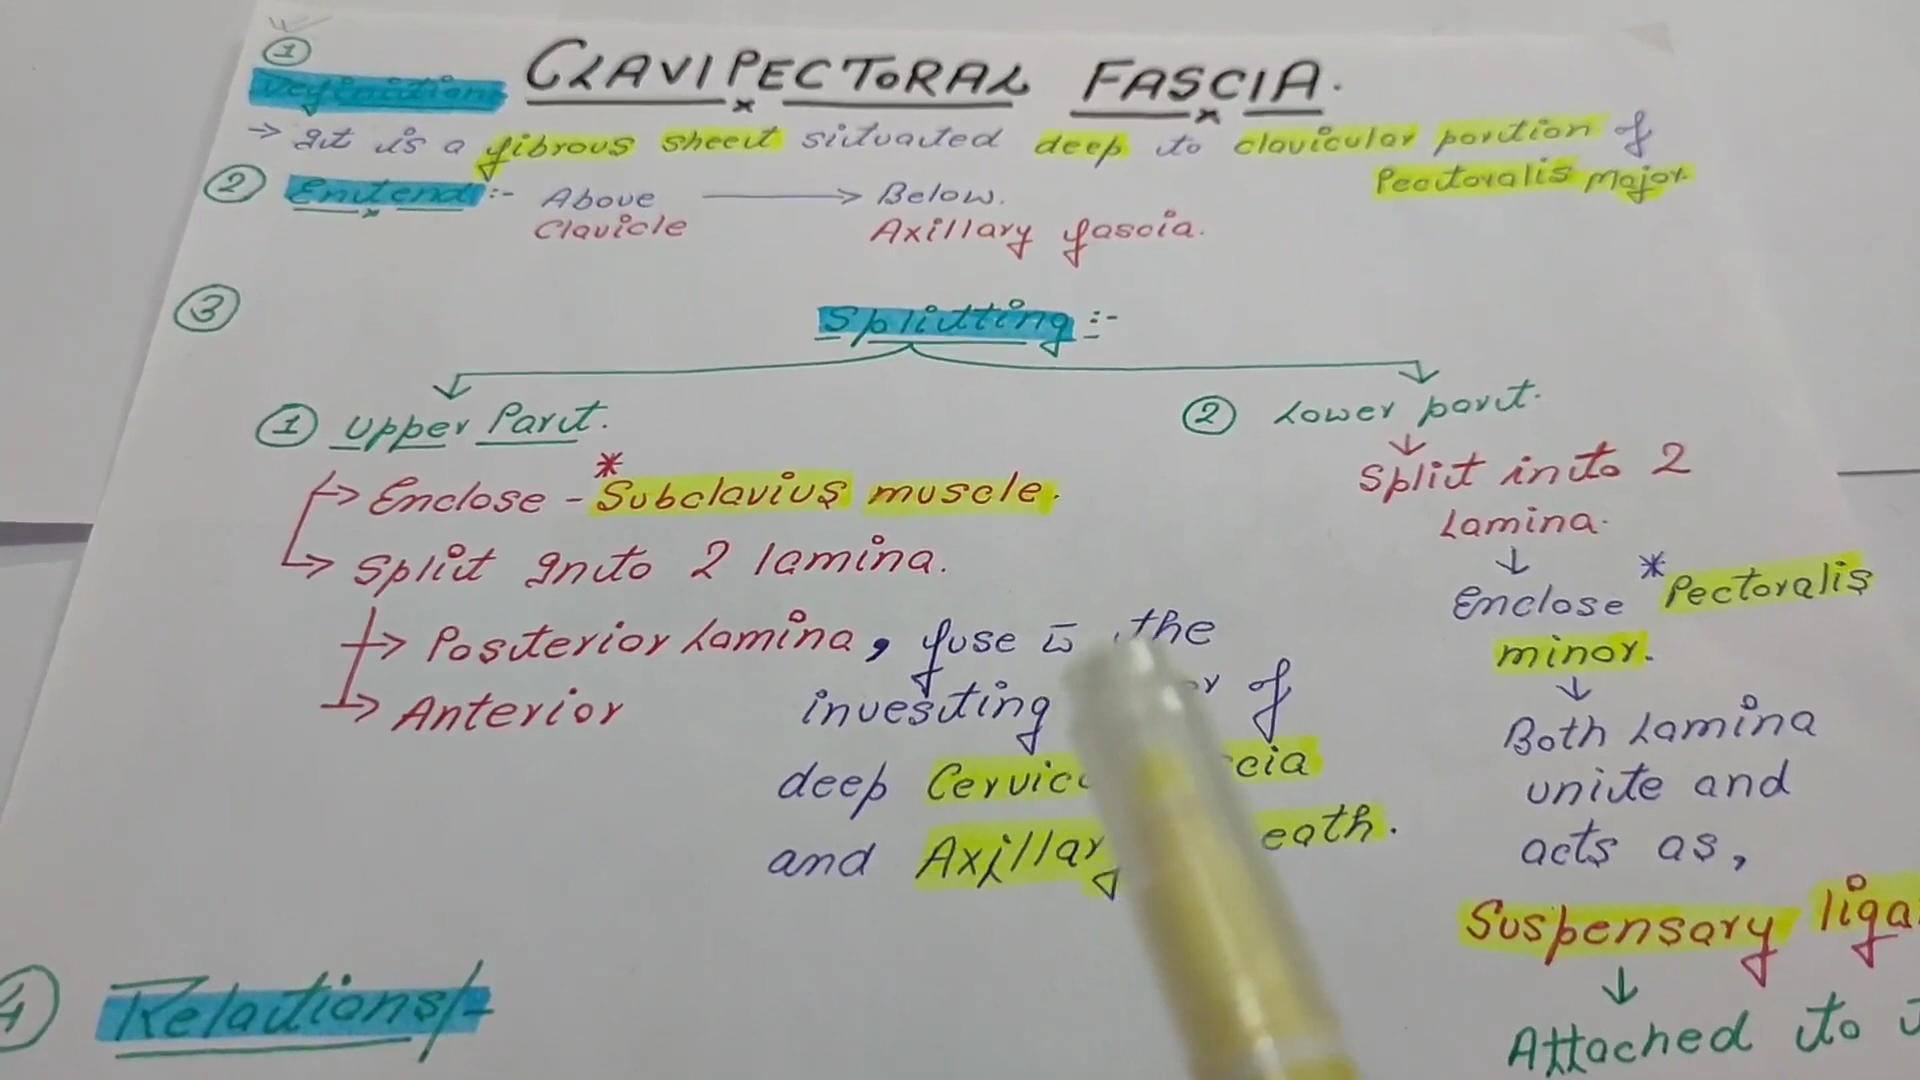 ①
CLAVIPECTORAL FASCIA.
Definition
→ It is a fibrous sheet situated deep to clavicular portion of
Pectoralis Major.
② Extend :- Above → Below.
Clavicle Axillary fascia.
③ Splitting :-
① Upper Part.
→ Enclose - *Subclavius muscle.
→ Split Into 2 lamina.
→ Posterior Lamina, fuse c̄ the
→ Anterior
investing of
deep
and
② Lower part.
↓
Split into 2
Lamina.
↓
Enclose *Pectoralis
minor.
↓
Both Lamina
unite and
acts as,
Suspensory
↓
Attached to
④ Relations/-